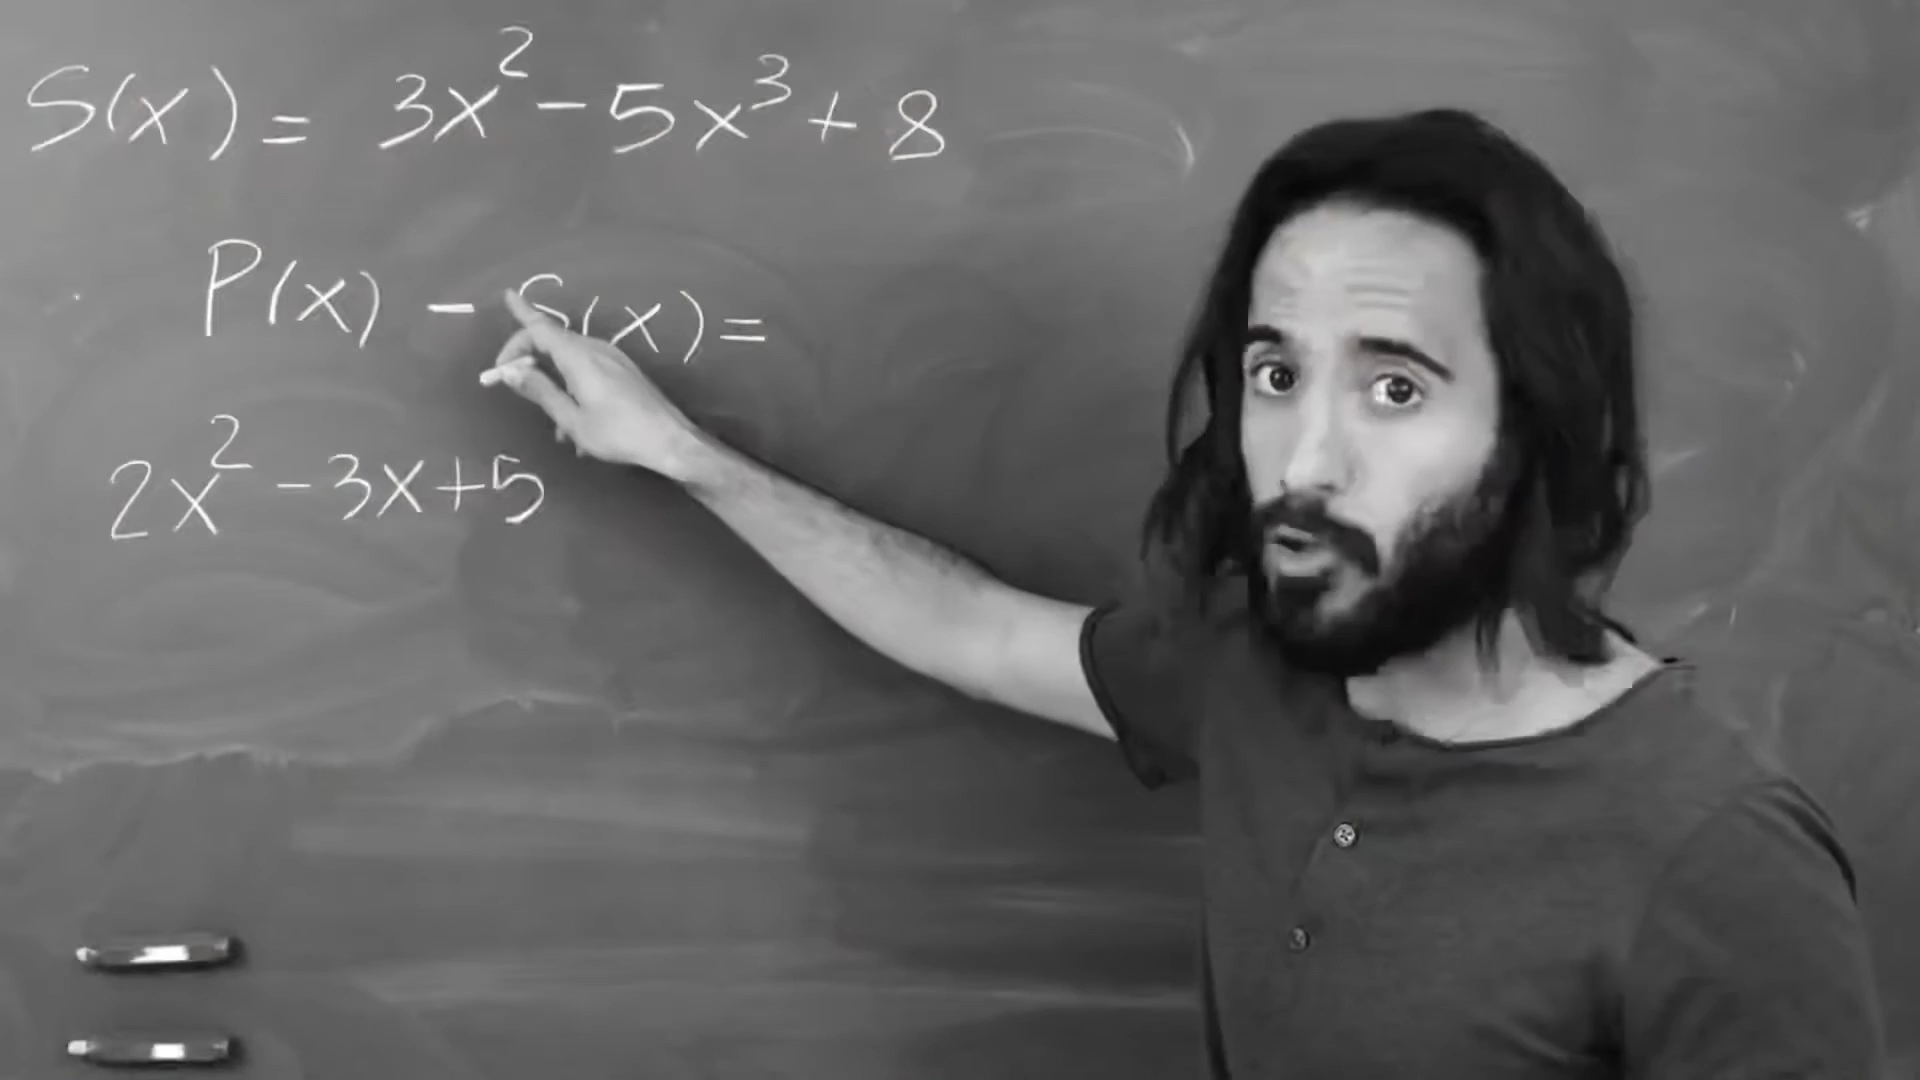 S(x) = 3x² - 5x³ + 8
P(x) - S(x) =
2x² - 3x + 5